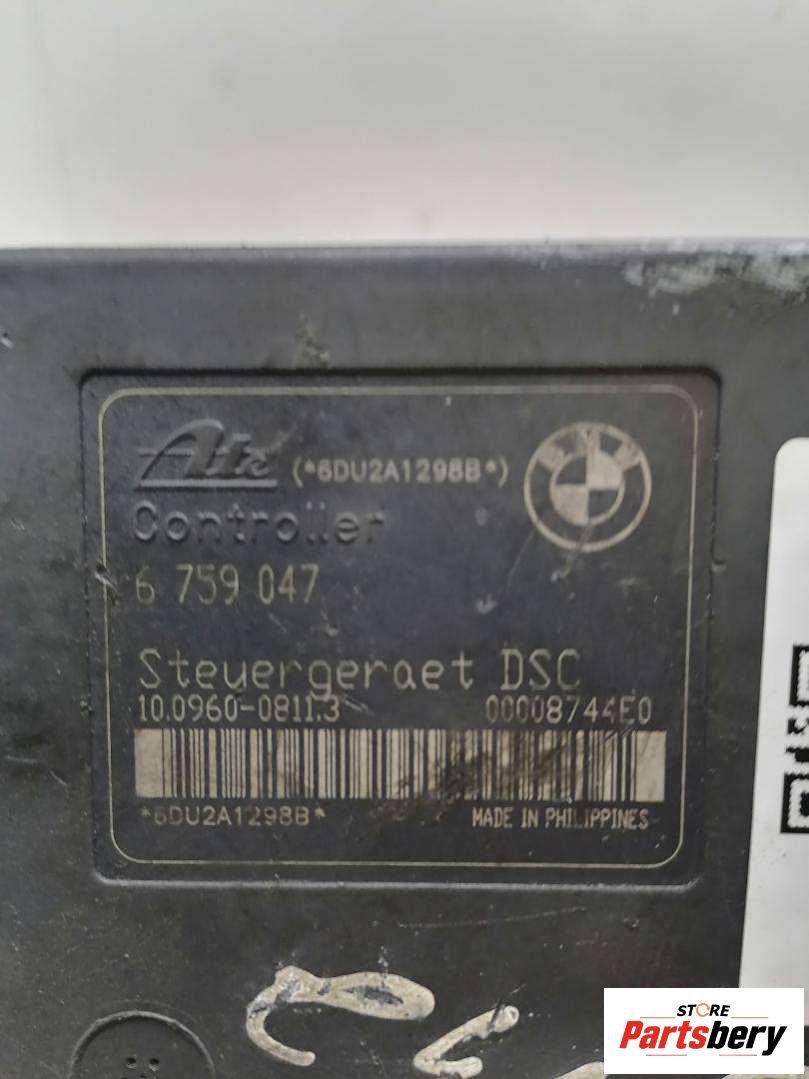 Ate (*6DU2A1298B*) BMW
Controller
6 759 047
Steuergeraet DSC
10.0960-0811.3 00008744E0
*6DU2A1298B* MADE IN PHILIPPINES
STORE
Partsbery